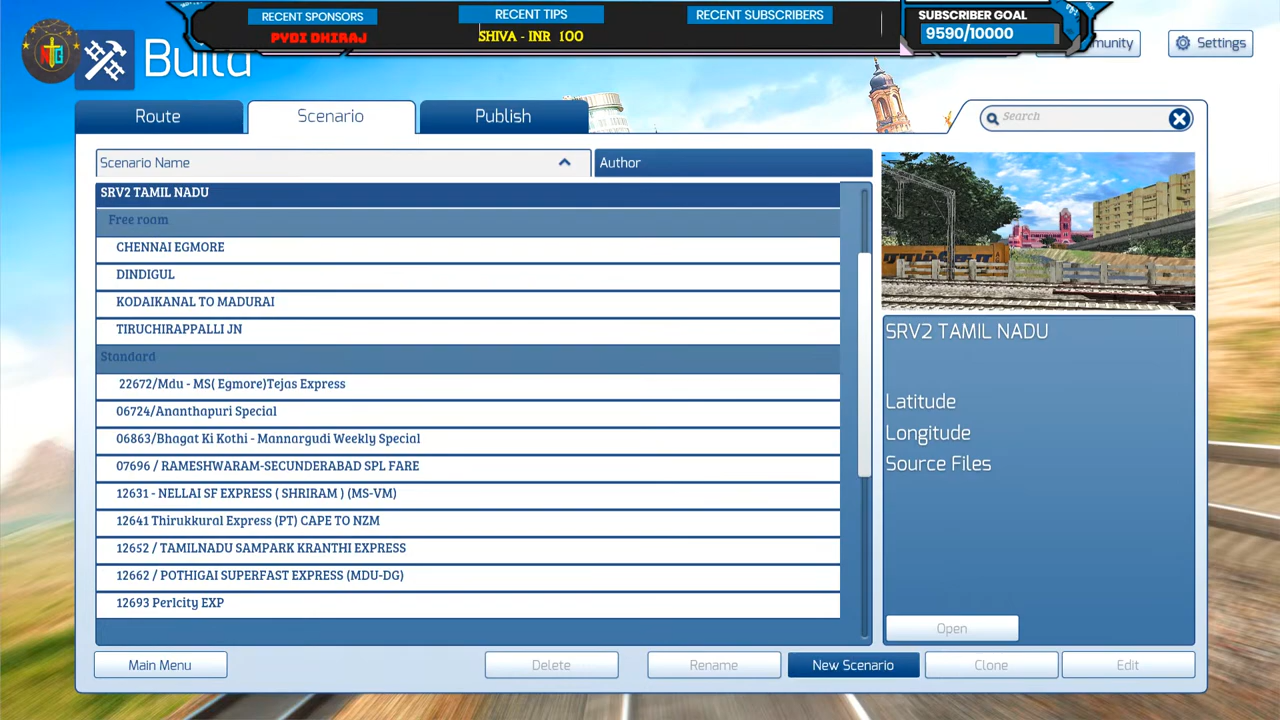 RECENT SPONSORS
PYDI DHIRAJ
RECENT TIPS
SHIVA - INR 100
RECENT SUBSCRIBERS
SUBSCRIBER GOAL
9590/10000
Build
munity
Settings
Route
Scenario
Publish
Search
Scenario Name
Author
SRV2 TAMIL NADU
Free roam
CHENNAI EGMORE
DINDIGUL
KODAIKANAL TO MADURAI
TIRUCHIRAPPALLI JN
Standard
22672/Mdu - MS( Egmore)Tejas Express
06724/Ananthapuri Special
06863/Bhagat Ki Kothi - Mannargudi Weekly Special
07696 / RAMESHWARAM-SECUNDERABAD SPL FARE
12631 - NELLAI SF EXPRESS ( SHRIRAM ) (MS-VM)
12641 Thirukkural Express (PT) CAPE TO NZM
12652 / TAMILNADU SAMPARK KRANTHI EXPRESS
12662 / POTHIGAI SUPERFAST EXPRESS (MDU-DG)
12693 Perlcity EXP
SRV2 TAMIL NADU
Latitude
Longitude
Source Files
Open
Main Menu
Delete
Rename
New Scenario
Clone
Edit